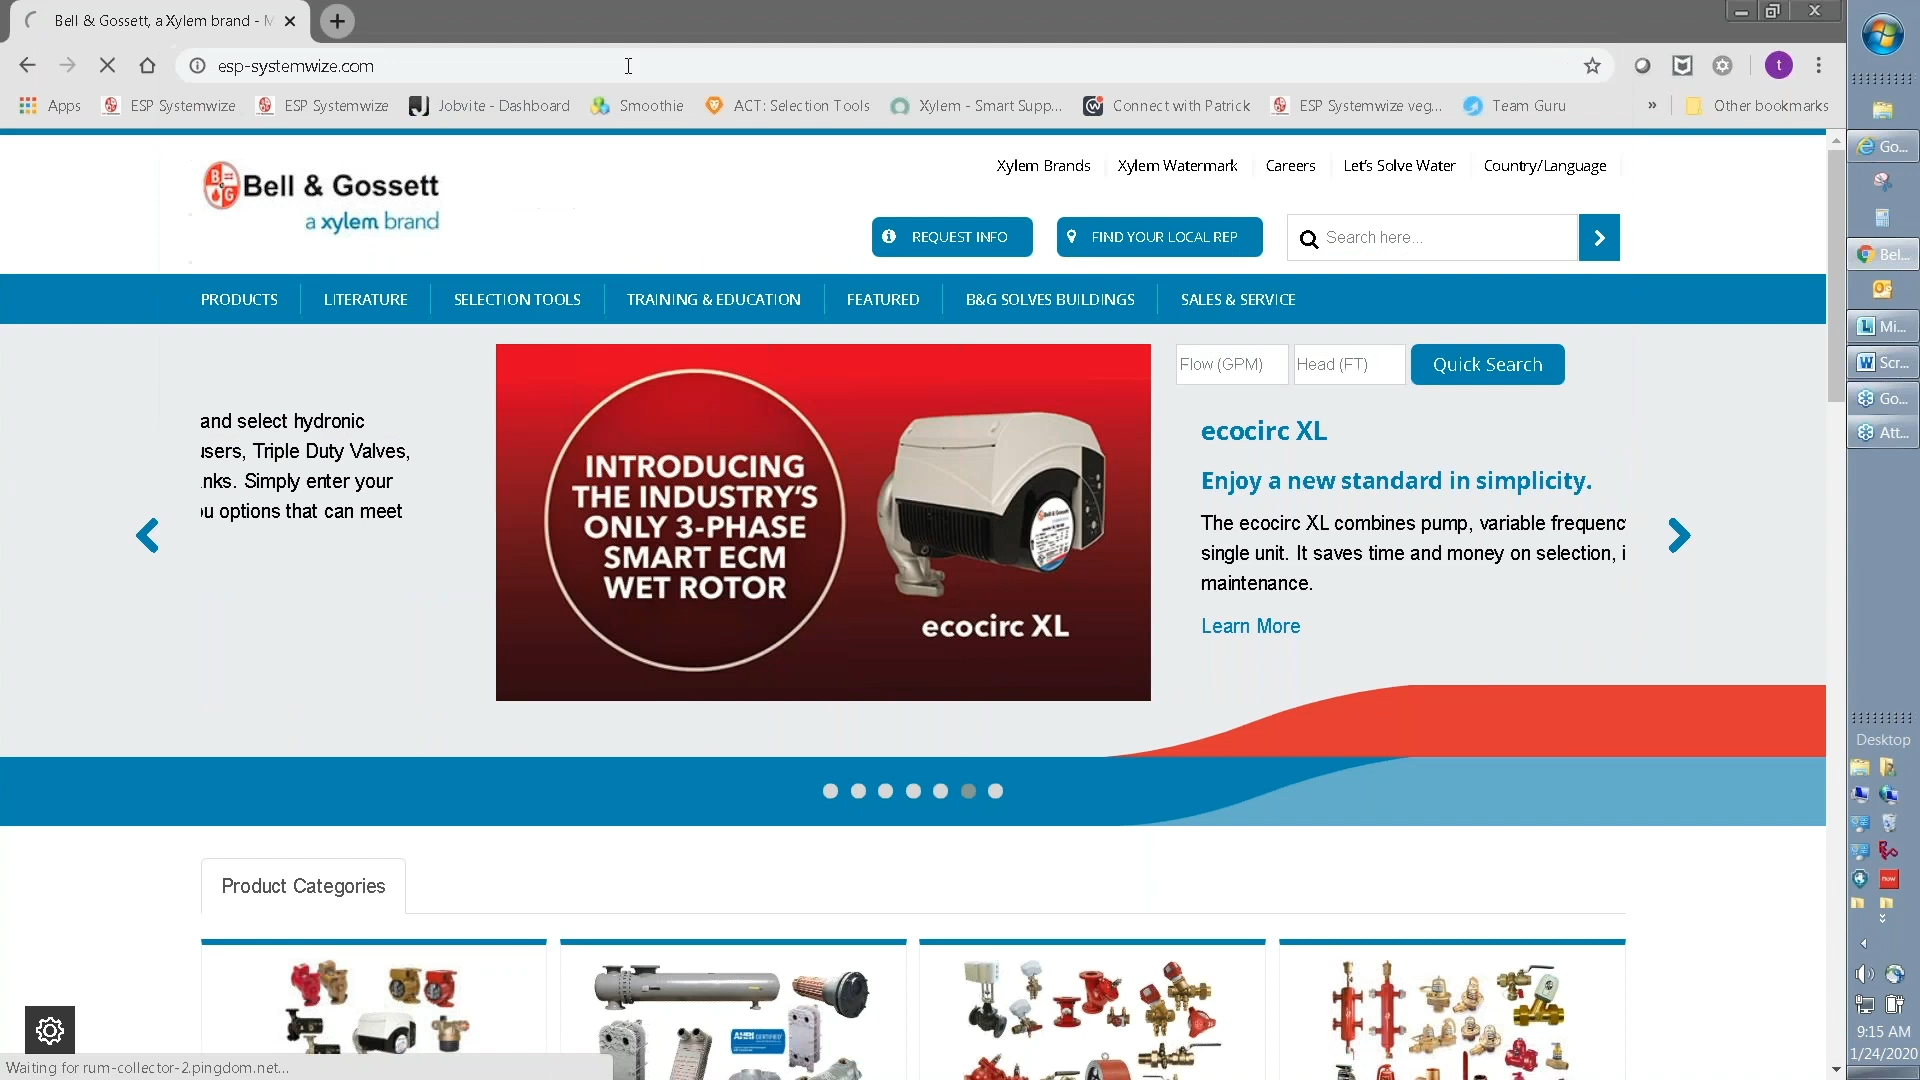 Bell & Gossett, a Xylem brand - M
esp-systemwize.com
t
Apps
ESP Systemwize
ESP Systemwize
Jobvite - Dashboard
Smoothie
ACT: Selection Tools
Xylem - Smart Supp...
Connect with Patrick
ESP Systemwize veg...
Team Guru
»
Other bookmarks
Xylem Brands
Xylem Watermark
Careers
Let's Solve Water
Country/Language
B&G
Bell & Gossett
a xylem brand
REQUEST INFO
FIND YOUR LOCAL REP
Search here...
PRODUCTS
LITERATURE
SELECTION TOOLS
TRAINING & EDUCATION
FEATURED
B&G SOLVES BUILDINGS
SALES & SERVICE
and select hydronic
Triple Duty Valves,
Simply enter your
options that can meet
INTRODUCING
THE INDUSTRY'S
ONLY 3-PHASE
SMART ECM
WET ROTOR
ecocirc XL
Flow (GPM)
Head (FT)
Quick Search
ecocirc XL
Enjoy a new standard in simplicity.
The ecocirc XL combines pump, variable frequenc
single unit. It saves time and money on selection, i
maintenance.
Learn More
Product Categories
AHRI CERTIFIED
Waiting for rum-collector-2.pingdom.net...
Go...
Bel...
Mi...
Scr...
Go...
Att...
Desktop
now
9:15 AM
1/24/2020